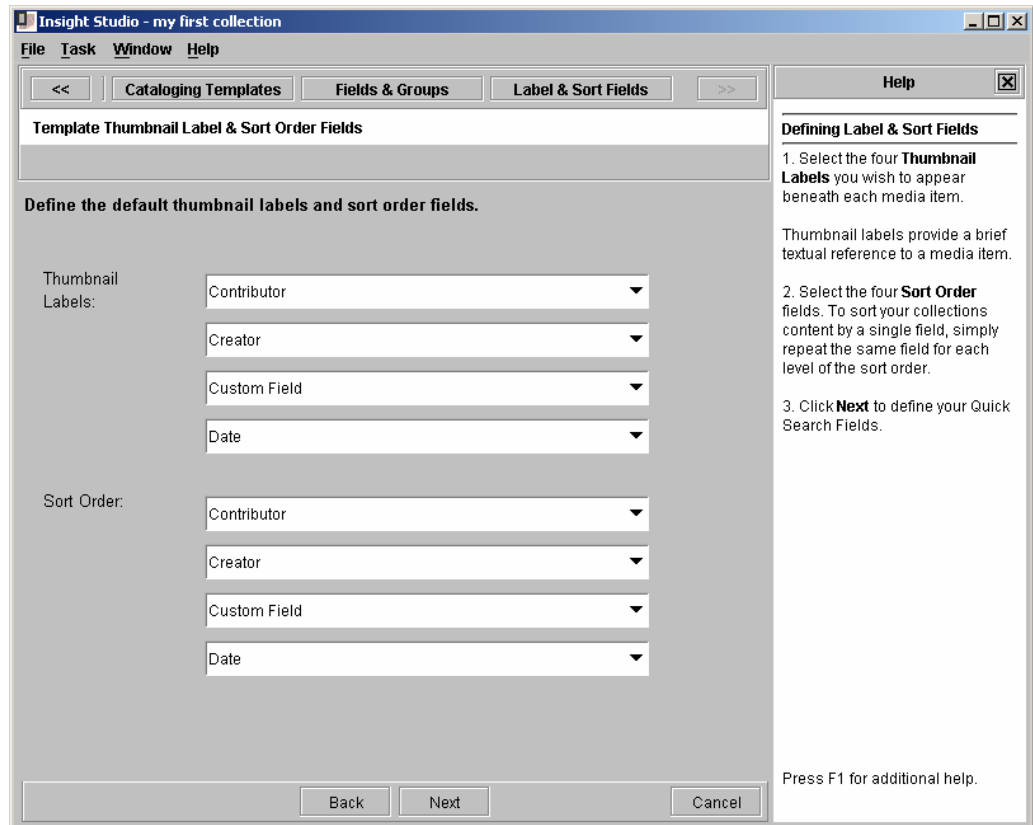 Insight Studio - my first collection
File Task Window Help
<< Cataloging Templates Fields & Groups Label & Sort Fields >>
Template Thumbnail Label & Sort Order Fields
Define the default thumbnail labels and sort order fields.
Thumbnail
Labels:
Contributor
Creator
Custom Field
Date
Sort Order:
Contributor
Creator
Custom Field
Date
Back Next Cancel
Help
Defining Label & Sort Fields
1. Select the four Thumbnail
Labels you wish to appear
beneath each media item.
Thumbnail labels provide a brief
textual reference to a media item.
2. Select the four Sort Order
fields. To sort your collections
content by a single field, simply
repeat the same field for each
level of the sort order.
3. Click Next to define your Quick
Search Fields.
Press F1 for additional help.